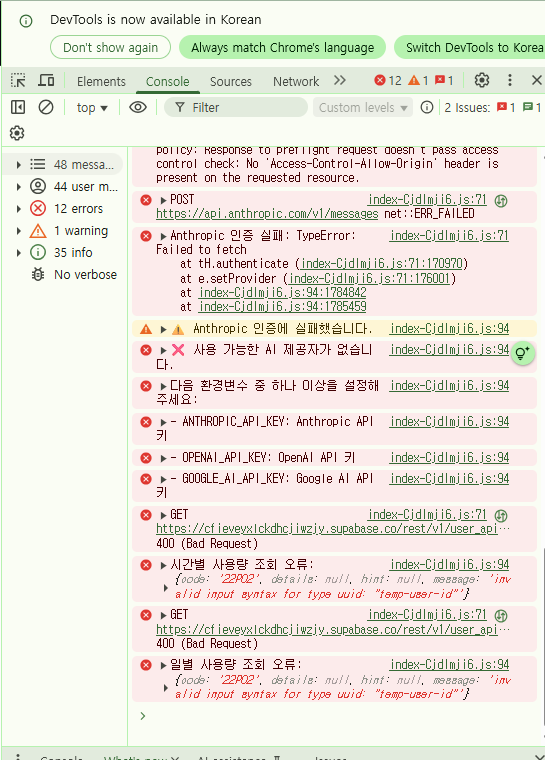 DevTools is now available in Korean
Don't show again
Always match Chrome's language
Switch DevTools to Korea
Elements
Console
Sources
Network
12
1
1
top
Filter
Custom levels
2 Issues:
1
1
48 messa...
44 user m...
12 errors
1 warning
35 info
No verbose
policy: Response to preflight request doesn't pass access
control check: No 'Access-Control-Allow-Origin' header is
present on the requested resource.
POST index-CjdImji6.js:71
https://api.anthropic.com/v1/messages net::ERR_FAILED
Anthropic 인증 실패: TypeError: index-CjdImji6.js:71
Failed to fetch
at tH.authenticate (index-CjdImji6.js:71:170970)
at e.setProvider (index-CjdImji6.js:71:176001)
at index-CjdImji6.js:94:1784842
at index-CjdImji6.js:94:1785459
⚠️ Anthropic 인증에 실패했습니다. index-CjdImji6.js:94
❌ 사용 가능한 AI 제공자가 없습니 index-CjdImji6.js:94
다.
다음 환경변수 중 하나 이상을 설정해 index-CjdImji6.js:94
주세요:
- ANTHROPIC_API_KEY: Anthropic API index-CjdImji6.js:94
키
- OPENAI_API_KEY: OpenAI API 키 index-CjdImji6.js:94
- GOOGLE_AI_API_KEY: Google AI API index-CjdImji6.js:94
키
GET index-CjdImji6.js:71
https://cfieveyxlckdhcjiwzjy.supabase.co/rest/v1/user_api…
400 (Bad Request)
시간별 사용량 조회 오류: index-CjdImji6.js:94
{code: '22P02', details: null, hint: null, message: 'inv
alid input syntax for type uuid: "temp-user-id"'}
GET index-CjdImji6.js:71
https://cfieveyxlckdhcjiwzjy.supabase.co/rest/v1/user_api…
400 (Bad Request)
일별 사용량 조회 오류: index-CjdImji6.js:94
{code: '22P02', details: null, hint: null, message: 'inv
alid input syntax for type uuid: "temp-user-id"'}
Console
What's new
AI assistance
Issues